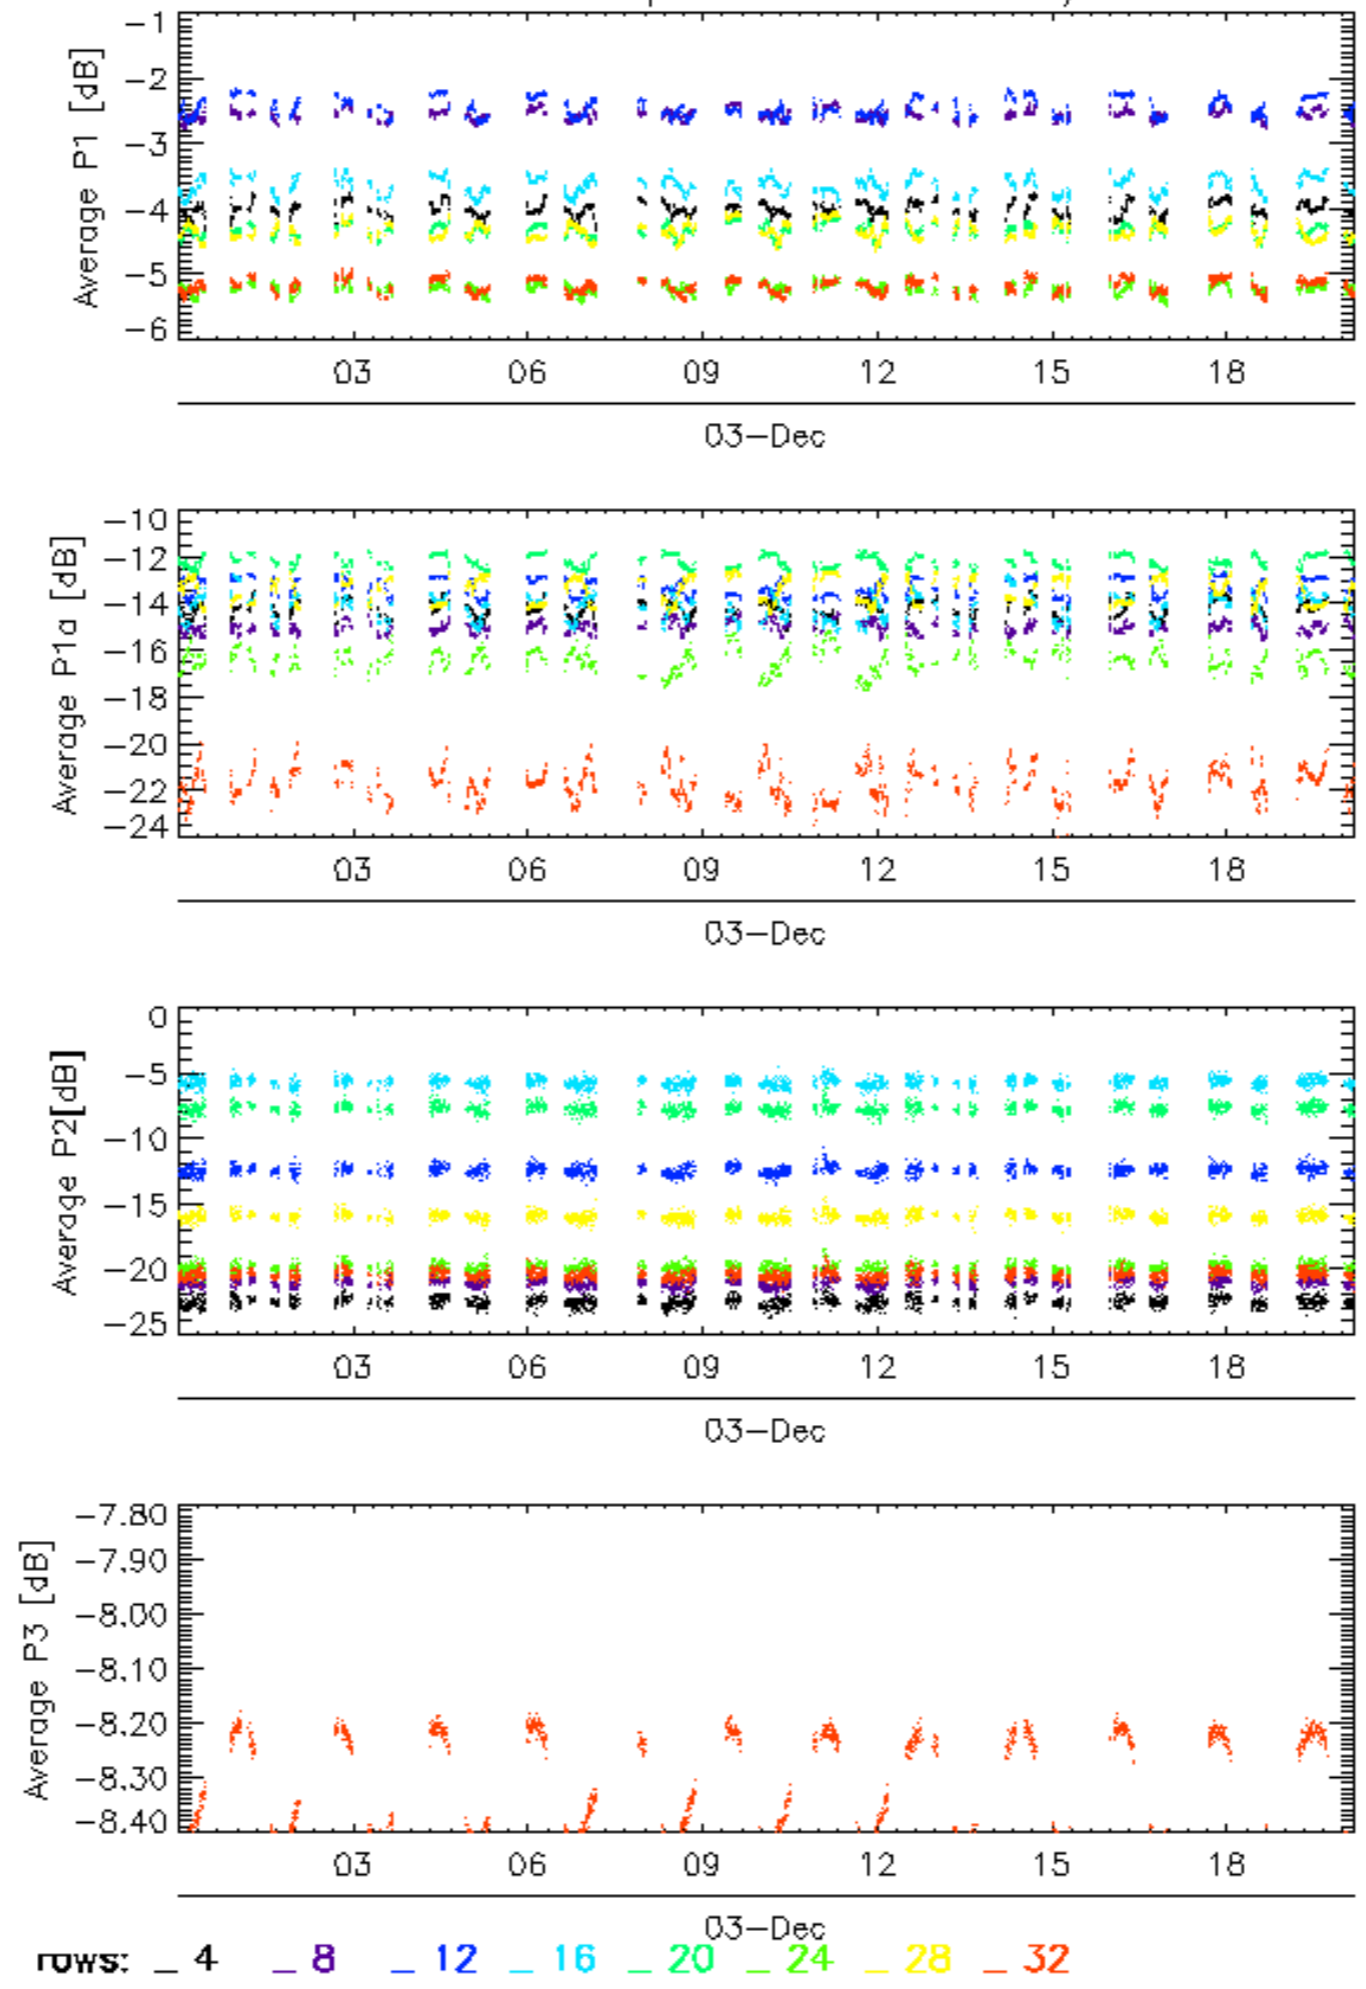 Average P1 [dB]
-1
-2
-3
-4
-5
-6
03 06 09 12 15 18
03-Dec
Average P1a [dB]
-10
-12
-14
-16
-18
-20
-22
-24
03 06 09 12 15 18
03-Dec
Average P2[dB]
0
-5
-10
-15
-20
-25
03 06 09 12 15 18
03-Dec
Average P3 [dB]
-7.80
-7.90
-8.00
-8.10
-8.20
-8.30
-8.40
03 06 09 12 15 18
03-Dec
rows: _ 4 _ 8 _ 12 _ 16 _ 20 _ 24 _ 28 _ 32